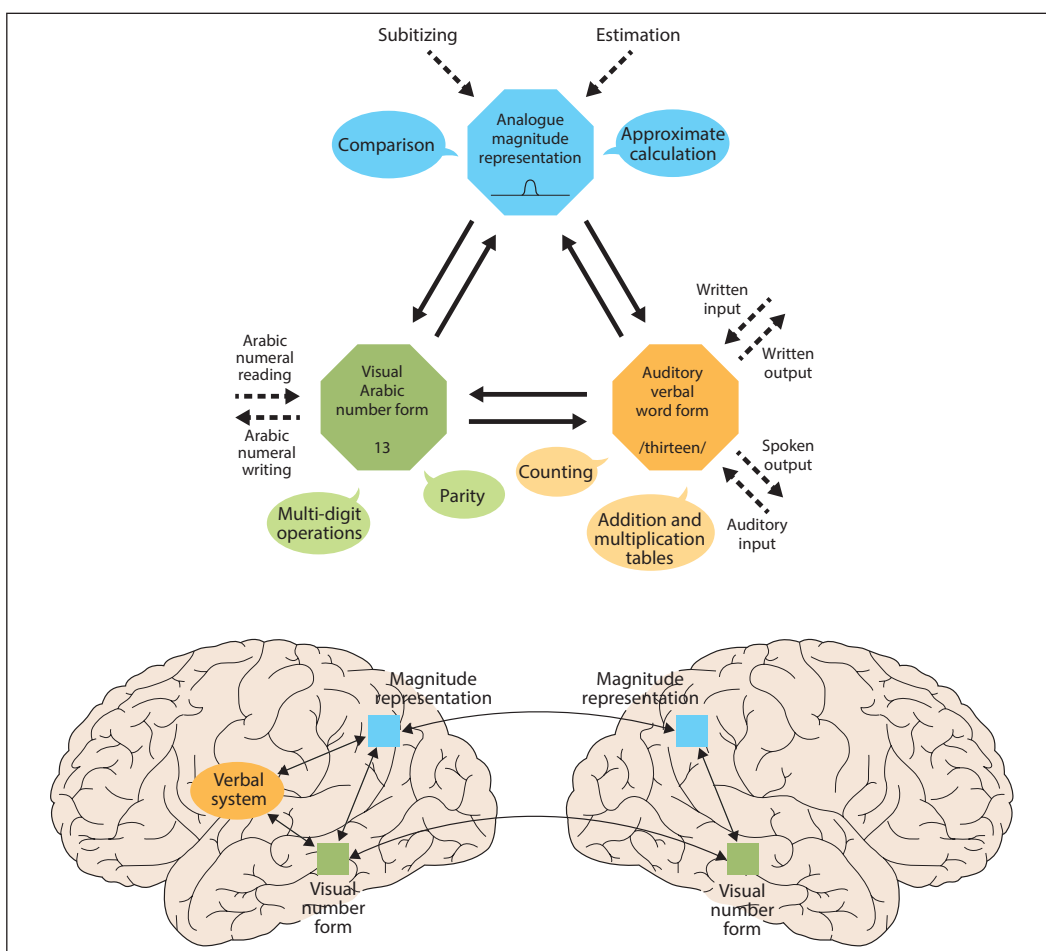 Subitizing
Estimation
Analogue
magnitude
representation
Comparison
Approximate
calculation
Written
input
Written
output
Arabic
numeral
reading
Arabic
numeral
writing
Visual
Arabic
number form
13
Auditory
verbal
word form
/thirteen/
Spoken
output
Auditory
input
Counting
Parity
Multi-digit
operations
Addition and
multiplication
tables
Magnitude
representation
Magnitude
representation
Verbal
system
Visual
number
form
Visual
number
form